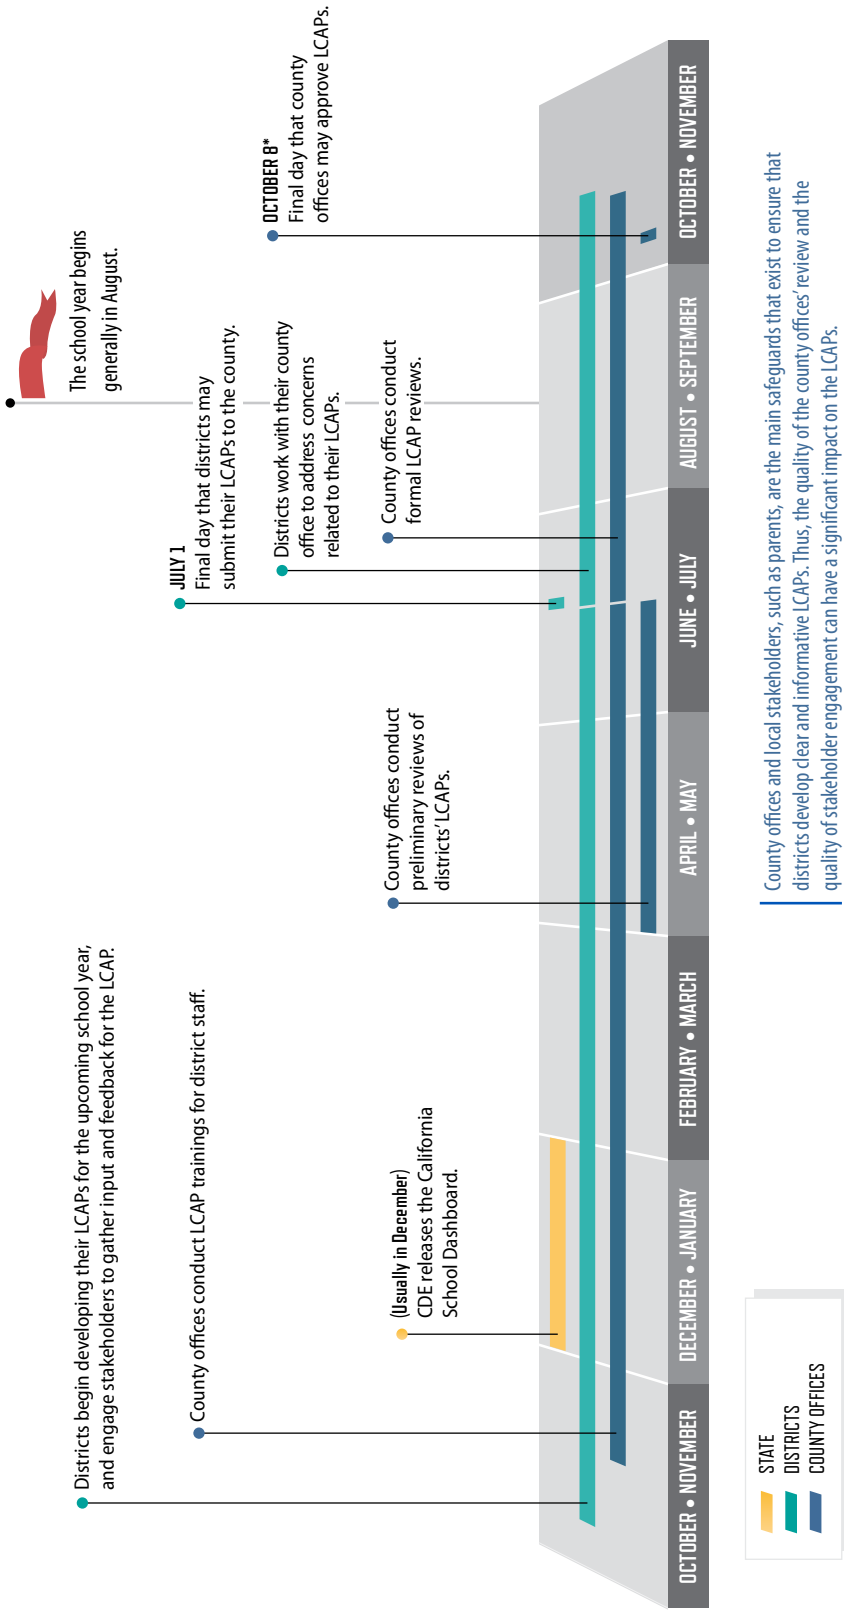 Districts begin developing their LCAPs for the upcoming school year,
and engage stakeholders to gather input and feedback for the LCAP.
County offices conduct LCAP trainings for district staff.
(Usually in December)
CDE releases the California
School Dashboard.
County offices conduct
preliminary reviews of
districts' LCAPs.
JULY 1
Final day that districts may
submit their LCAPs to the county.
Districts work with their county
office to address concerns
related to their LCAPs.
County offices conduct
formal LCAP reviews.
The school year begins
generally in August.
OCTOBER 8*
Final day that county
offices may approve LCAPs.
OCTOBER • NOVEMBER
DECEMBER • JANUARY
FEBRUARY • MARCH
APRIL • MAY
JUNE • JULY
AUGUST • SEPTEMBER
OCTOBER • NOVEMBER
STATE
DISTRICTS
COUNTY OFFICES
County offices and local stakeholders, such as parents, are the main safeguards that exist to ensure that
districts develop clear and informative LCAPs. Thus, the quality of the county offices' review and the
quality of stakeholder engagement can have a significant impact on the LCAPs.